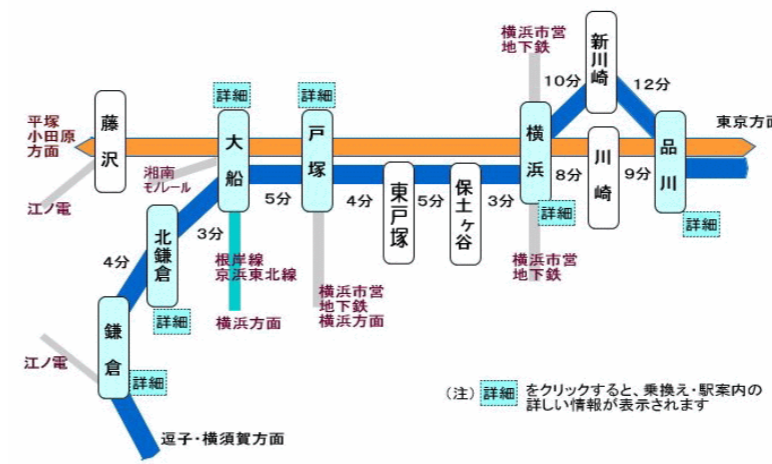 横浜市営
地下鉄
新川崎
10分
12分
詳細
詳細
平塚
小田原
方面
藤沢
大船
戸塚
横浜
川崎
品川
東京方面
湘南
モノレール
江ノ電
5分
4分
東戸塚
5分
保土ヶ谷
3分
8分
9分
詳細
詳細
北鎌倉
3分
4分
根岸線
京浜東北線
横浜方面
横浜市営
地下鉄
横浜方面
横浜市営
地下鉄
詳細
鎌倉
江ノ電
詳細
逗子・横須賀方面
(注) 詳細 をクリックすると、乗換え・駅案内の
詳しい情報が表示されます